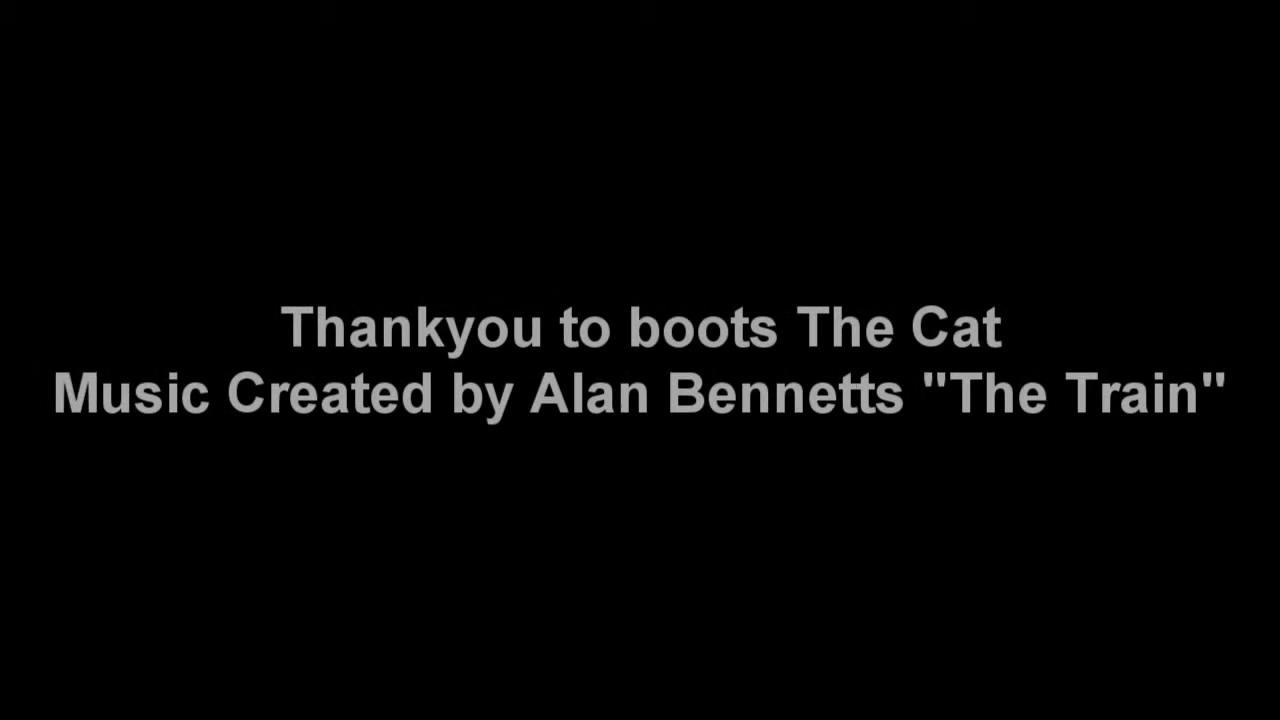 Thankyou to boots The Cat
Music Created by Alan Bennetts "The Train"